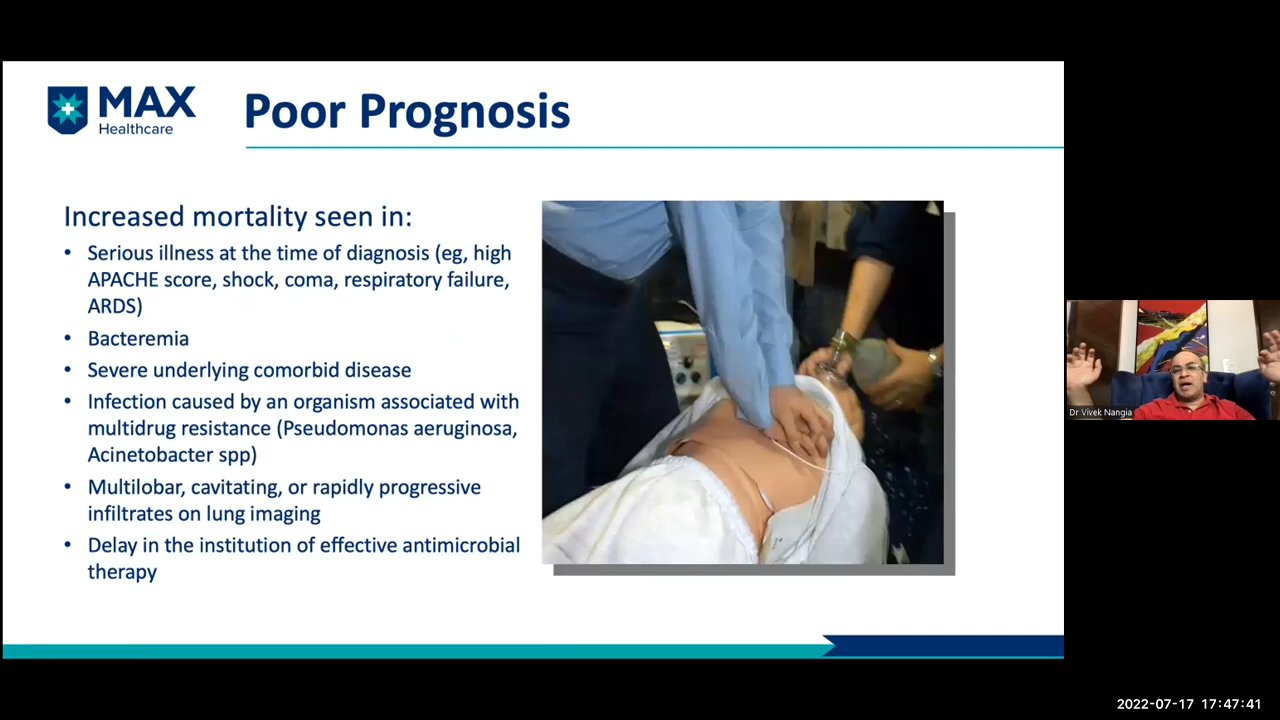 MAX
Healthcare
Poor Prognosis
Increased mortality seen in:
• Serious illness at the time of diagnosis (eg, high
APACHE score, shock, coma, respiratory failure,
ARDS)
• Bacteremia
• Severe underlying comorbid disease
• Infection caused by an organism associated with
multidrug resistance (Pseudomonas aeruginosa,
Acinetobacter spp)
• Multilobar, cavitating, or rapidly progressive
infiltrates on lung imaging
• Delay in the institution of effective antimicrobial
therapy
Dr Vivek Nangia
2022-07-17 17:47:41